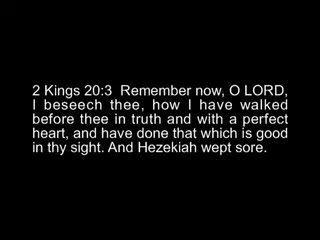 2 Kings 20:3  Remember now, O LORD,
I beseech thee, how I have walked
before thee in truth and with a perfect
heart, and have done that which is good
in thy sight. And Hezekiah wept sore.